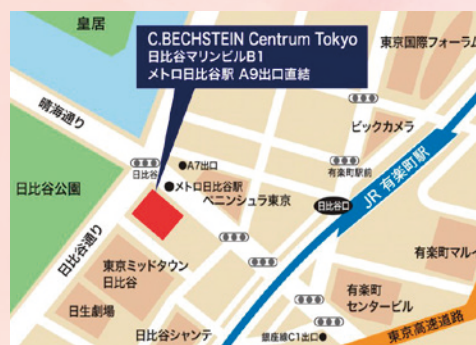 皇居
C.BECHSTEIN Centrum Tokyo
日比谷マリンビルB1
メトロ日比谷駅 A9出口直結
東京国際フォーラム
晴海通り
ビックカメラ
日比谷
●A7出口
有楽町駅前
日比谷公園
●メトロ日比谷駅
ペニンシュラ東京
日比谷口
JR 有楽町駅
日比谷通り
東京ミッドタウン
日比谷
有楽町マルイ
日生劇場
有楽町
センタービル
日比谷シャンテ
銀座線C1出口●
東京高速道路